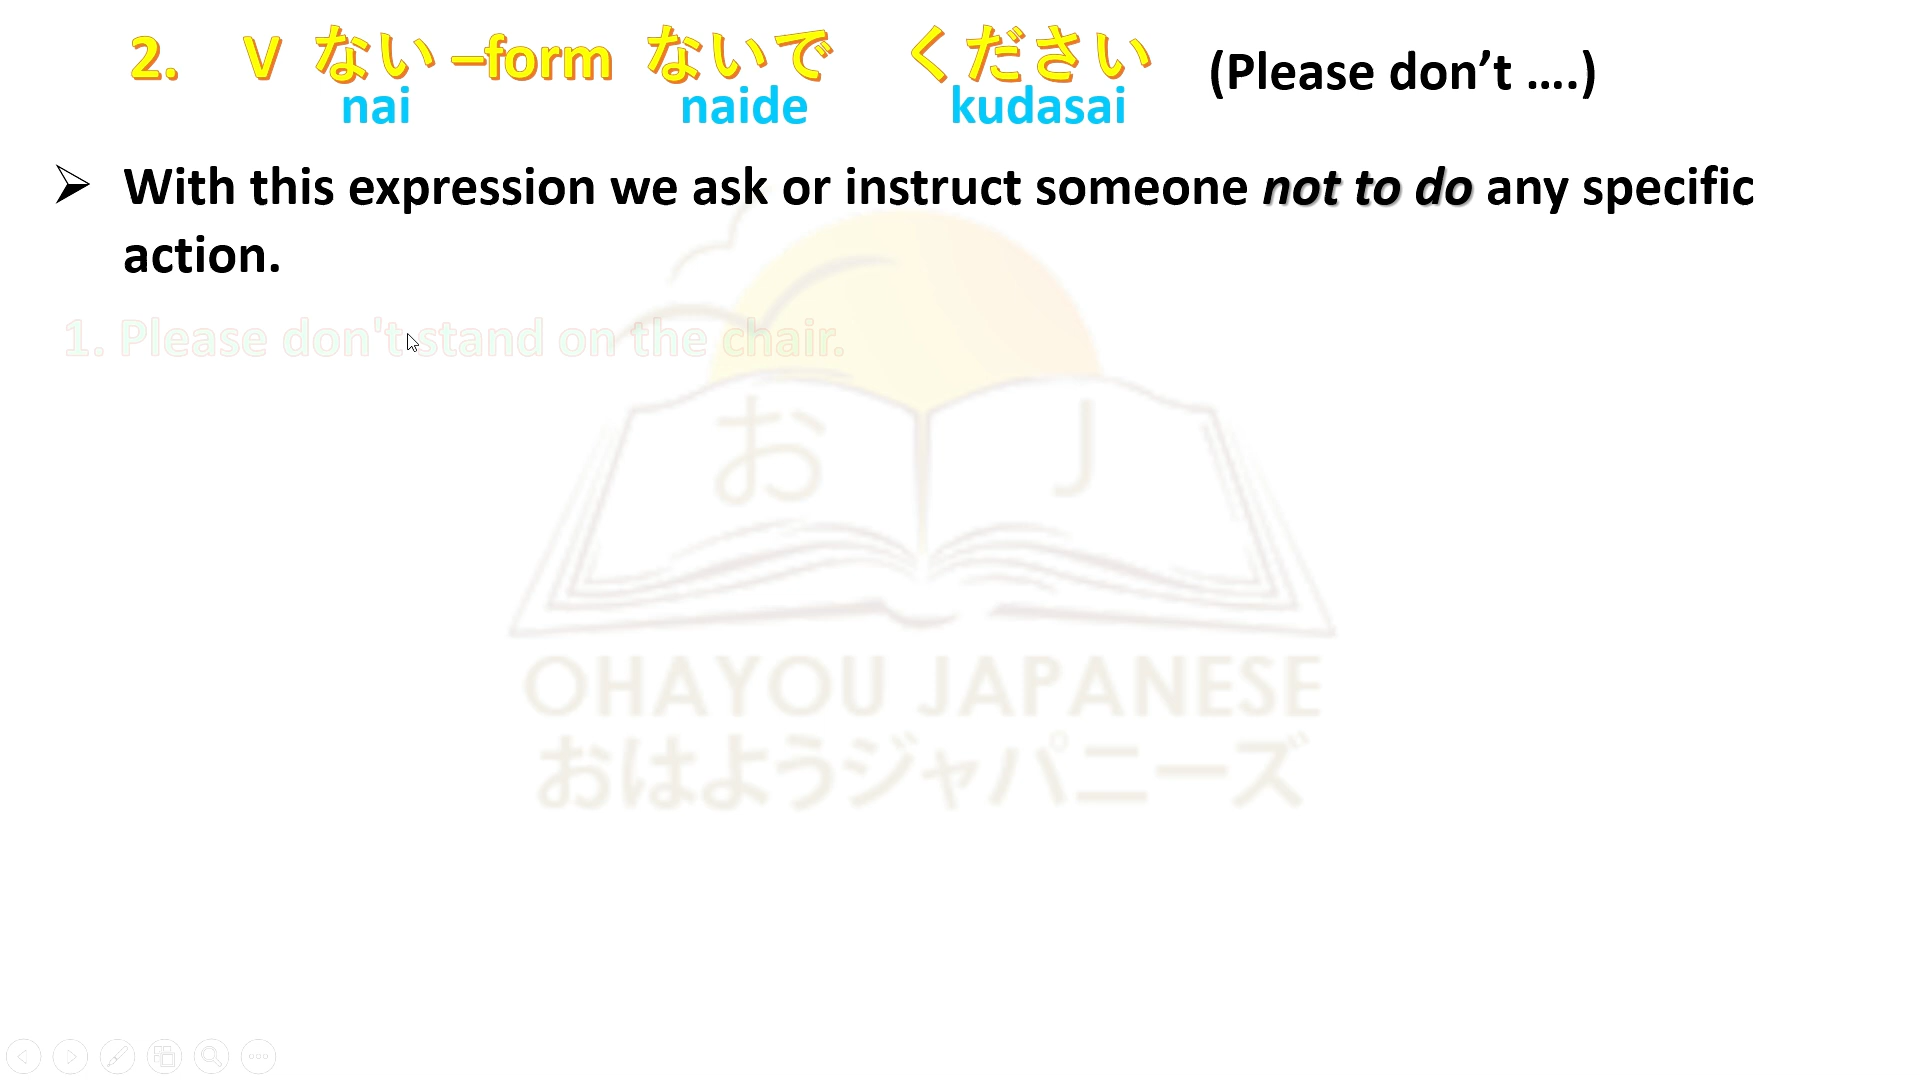 2. V ない –form ないで ください (Please don’t ....)
nai naide kudasai
➢ With this expression we ask or instruct someone not to do any specific
action.
1. Please don't stand on the chair.
お J
OHAYOU JAPANESE
おはようジャパニーズ